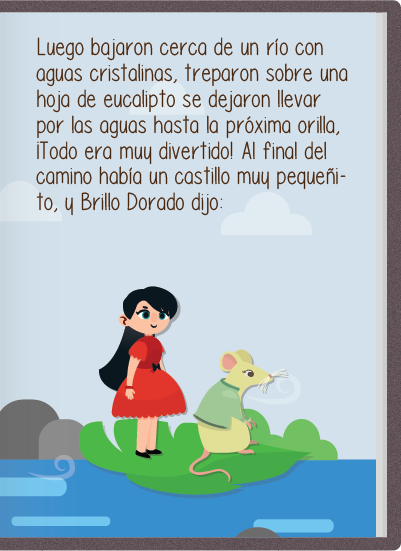 Luego bajaron cerca de un río con
aguas cristalinas, treparon sobre una
hoja de eucalipto se dejaron llevar
por las aguas hasta la próxima orilla,
¡Todo era muy divertido! Al final del
camino había un castillo muy pequeñi-
to, y Brillo Dorado dijo: